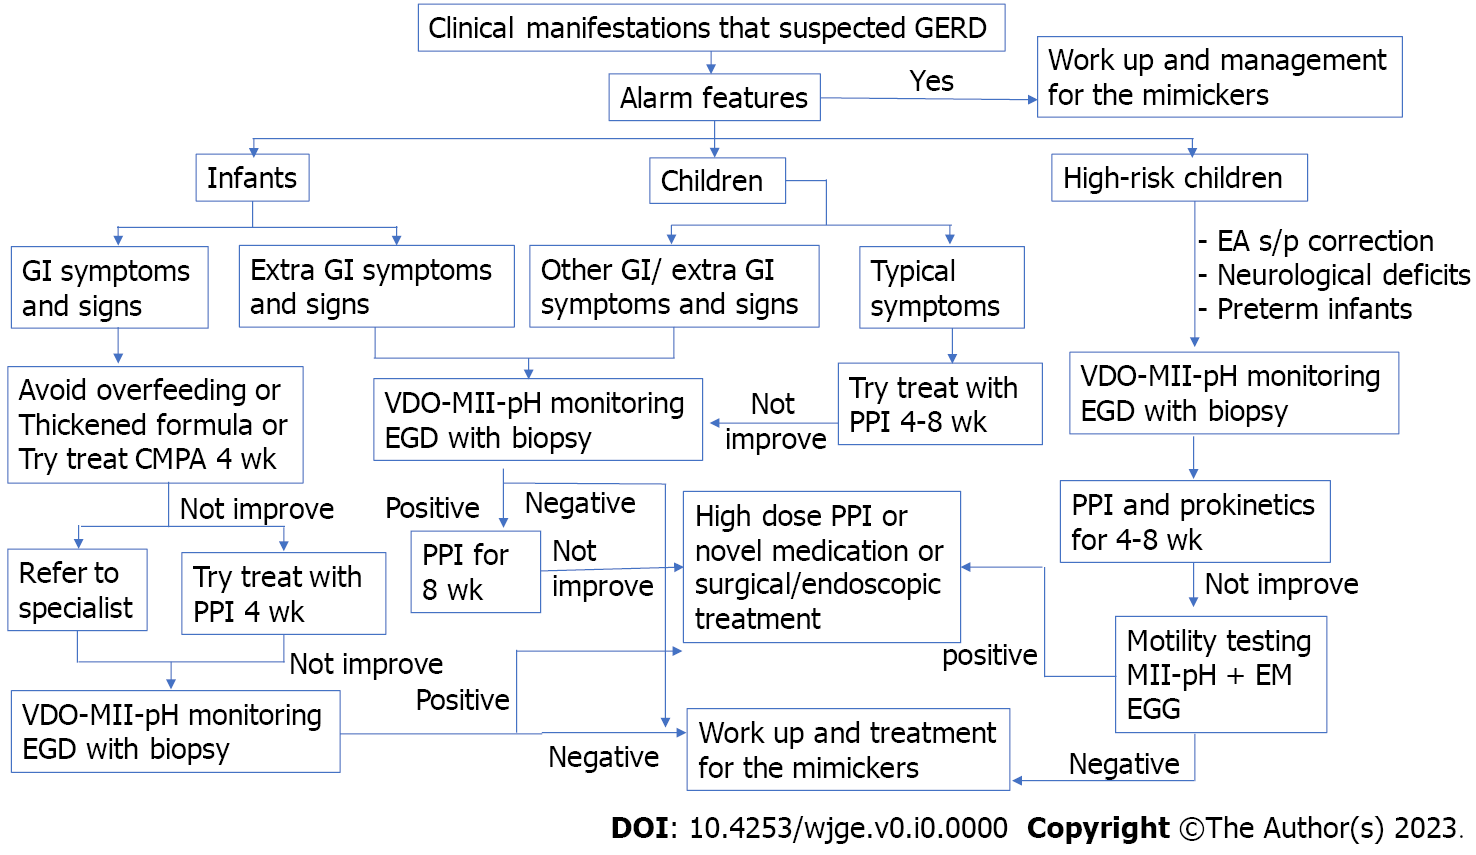 Clinical manifestations that suspected GERD
Alarm features
Yes
Work up and management
for the mimickers
Infants
Children
High-risk children
- EA s/p correction
- Neurological deficits
- Preterm infants
GI symptoms
and signs
Extra GI symptoms
and signs
Other GI/ extra GI
symptoms and signs
Typical
symptoms
Avoid overfeeding or
Thickened formula or
Try treat CMPA 4 wk
VDO-MII-pH monitoring
EGD with biopsy
Not
improve
Try treat with
PPI 4-8 wk
VDO-MII-pH monitoring
EGD with biopsy
Not improve
Positive
Negative
Refer to
specialist
Try treat with
PPI 4 wk
PPI for
8 wk
Not
improve
High dose PPI or
novel medication or
surgical/endoscopic
treatment
PPI and prokinetics
for 4-8 wk
Not improve
Not improve
positive
Motility testing
MII-pH + EM
EGG
VDO-MII-pH monitoring
EGD with biopsy
Positive
Negative
Work up and treatment
for the mimickers
Negative
DOI: 10.4253/wjge.v0.i0.0000 Copyright ©The Author(s) 2023.